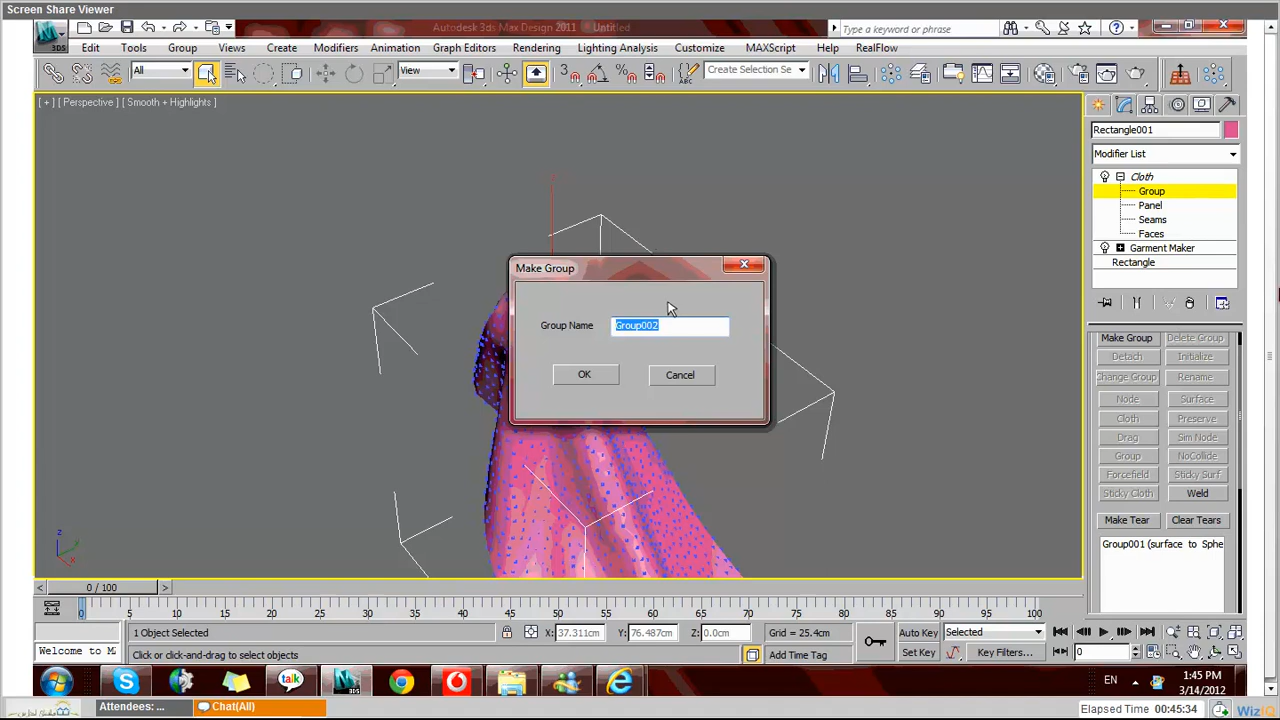 Screen Share Viewer
Autodesk 3ds Max Design 2011 Untitled
Type a keyword or phrase
3DS
Edit Tools Group Views Create Modifiers Animation Graph Editors Rendering Lighting Analysis Customize MAXScript Help RealFlow
All View 3 Create Selection Se
[ + ] [ Perspective ] [ Smooth + Highlights ]
Rectangle001
Modifier List
Cloth
Group
Panel
Seams
Faces
Garment Maker
Rectangle
Make Group
Group Name Group002
OK Cancel
Make Group Delete Group
Detach Initialize
Change Group Rename
Node Surface
Cloth Preserve
Drag Sim Node
Group NoCollide
Forcefield Sticky Surf
Sticky Cloth Weld
Make Tear Clear Tears
Group001 (surface to Sphe
z
y
x
< 0 / 100 >
0 5 10 15 20 25 30 35 40 45 50 55 60 65 70 75 80 85 90 95 100
1 Object Selected X: 37.311cm Y: 76.487cm Z: 0.0cm Grid = 25.4cm Auto Key Selected
Welcome to M Click or click-and-drag to select objects Add Time Tag Set Key Key Filters... 0
talk 3DS EN 1:45 PM
3/14/2012
Attendees: ... Chat(All) Elapsed Time 00:45:34 WizIQ